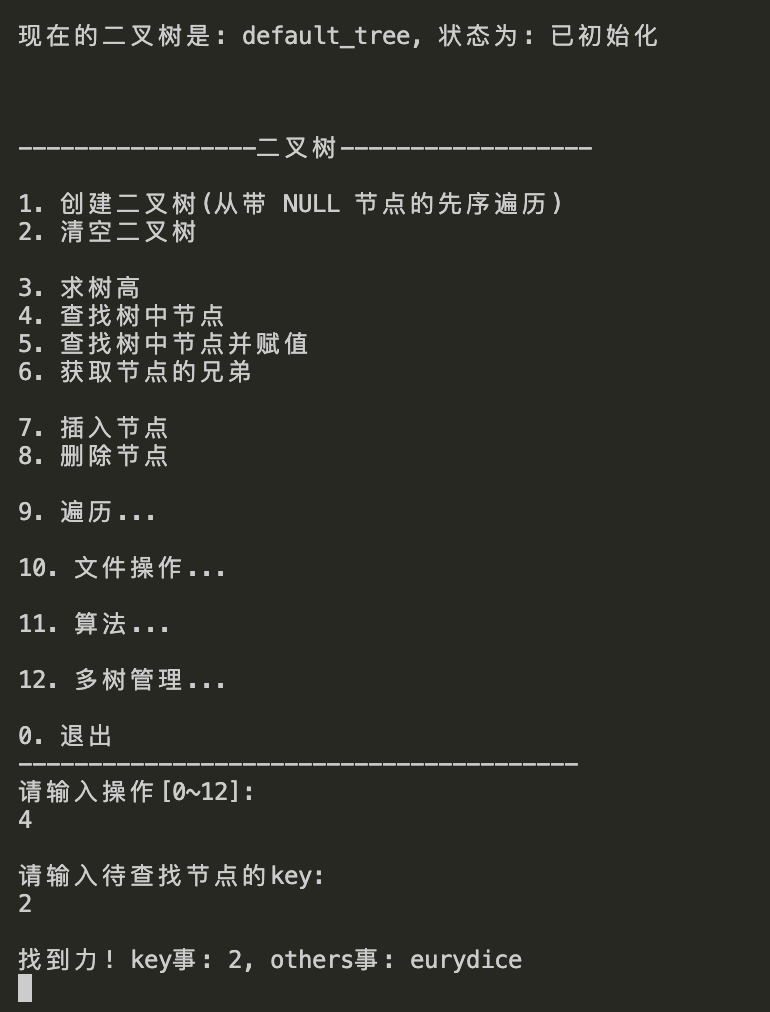 现在的二叉树是: default_tree, 状态为: 已初始化
-----------------二叉树------------------
1. 创建二叉树(从带 NULL 节点的先序遍历)
2. 清空二叉树
3. 求树高
4. 查找树中节点
5. 查找树中节点并赋值
6. 获取节点的兄弟
7. 插入节点
8. 删除节点
9. 遍历...
10. 文件操作...
11. 算法...
12. 多树管理...
0. 退出
----------------------------------------
请输入操作[0~12]:
4
请输入待查找节点的key:
2
找到力! key事: 2, others事: eurydice